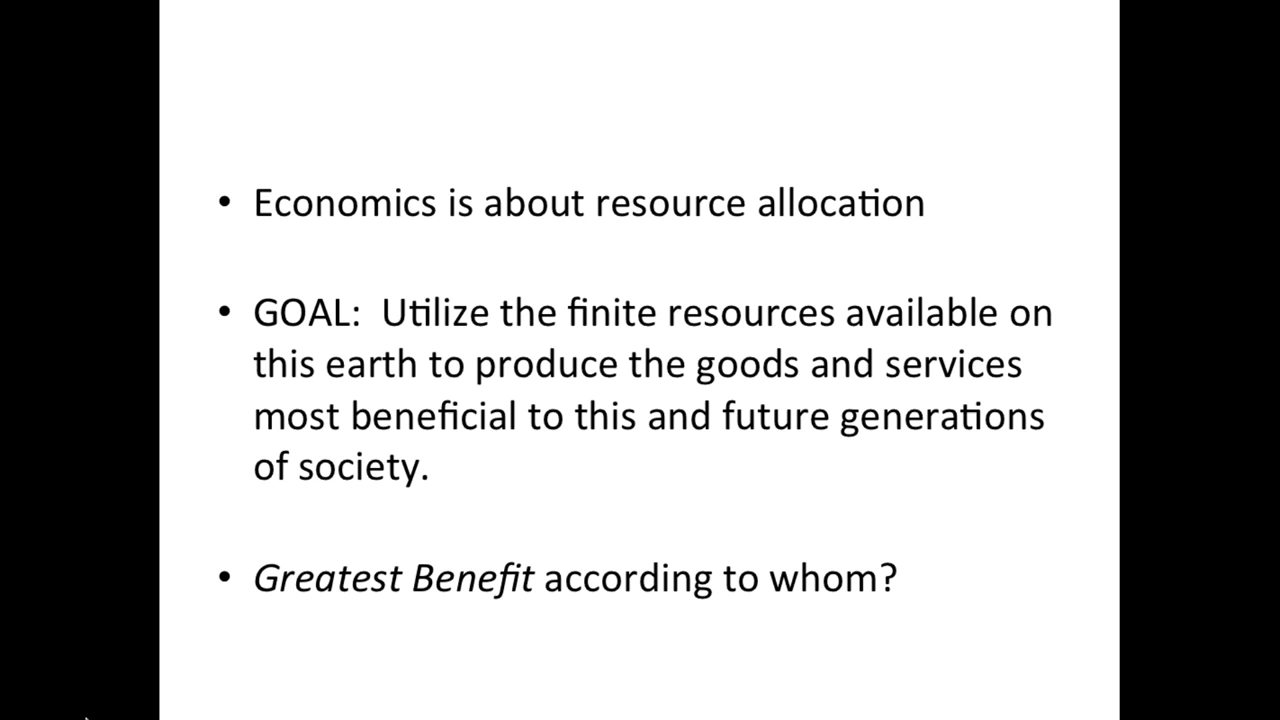 • Economics is about resource allocation
• GOAL:  Utilize the finite resources available on
this earth to produce the goods and services
most beneficial to this and future generations
of society.
• Greatest Benefit according to whom?